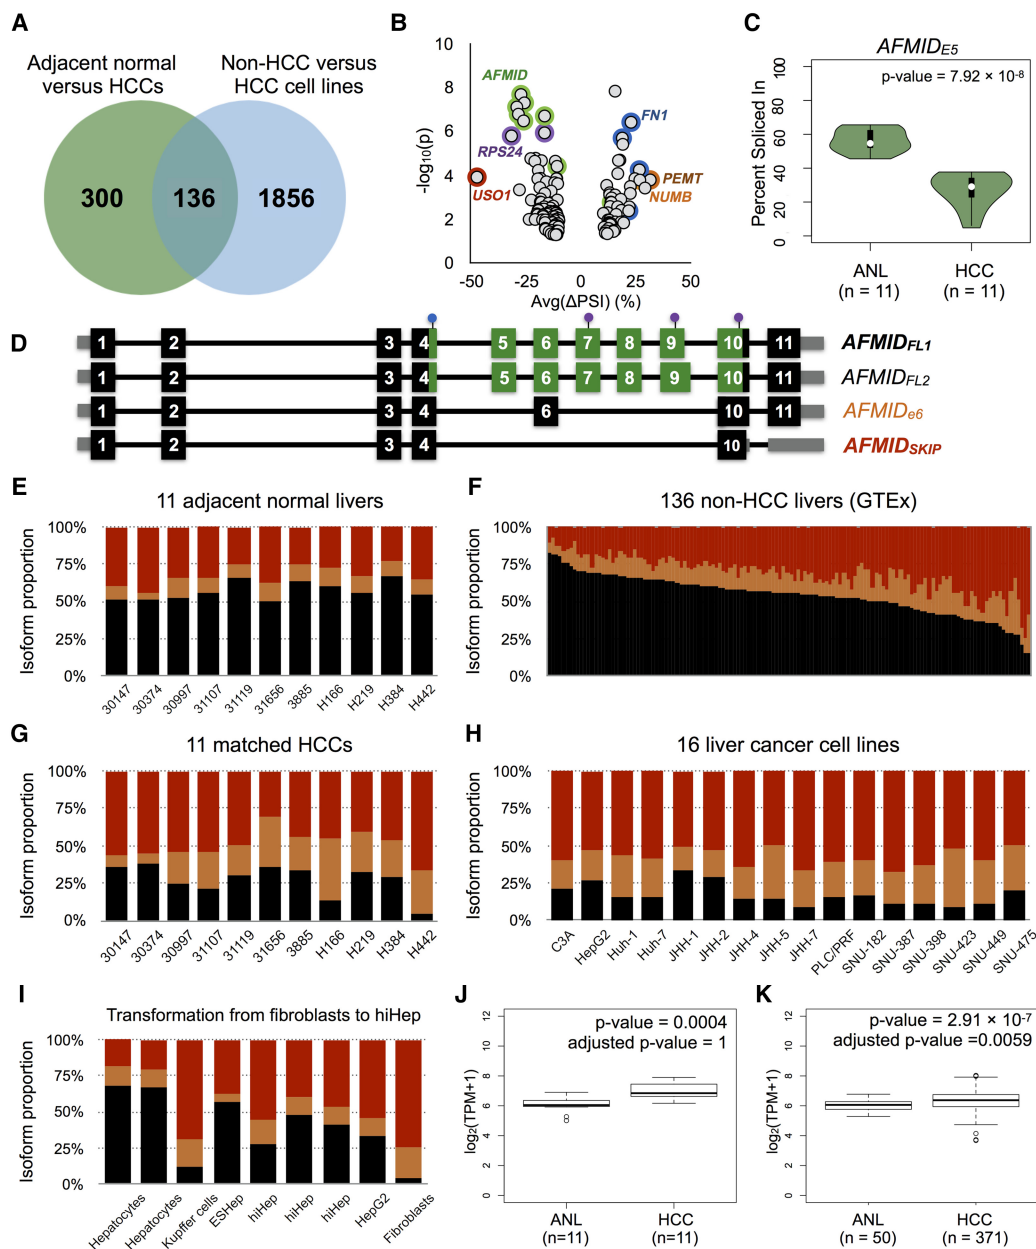 A
Adjacent normal
versus HCCs
Non-HCC versus
HCC cell lines
300
136
1856
B
10
8
6
4
2
0
-log10(p)
AFMID
RPS24
USO1
FN1
PEMT
NUMB
-50 -25 0 25 50
Avg(ΔPSI) (%)
C
AFMIDE5
p-value = 7.92 × 10-8
Percent Spliced In
100
80
60
40
20
0
ANL
(n = 11)
HCC
(n = 11)
D
1 2 3 4 5 6 7 8 9 10 11 AFMIDFL1
1 2 3 4 5 6 7 8 9 10 11 AFMIDFL2
1 2 3 4 6 10 11 AFMIDe6
1 2 3 4 10 AFMIDSKIP
E
11 adjacent normal livers
Isoform proportion
100%
75%
50%
25%
0%
30147 30374 30997 31107 31119 31656 3885 H166 H219 H384 H442
F
136 non-HCC livers (GTEx)
Isoform proportion
100%
75%
50%
25%
0%
G
11 matched HCCs
Isoform proportion
100%
75%
50%
25%
0%
30147 30374 30997 31107 31119 31656 3885 H166 H219 H384 H442
H
16 liver cancer cell lines
Isoform proportion
100%
75%
50%
25%
0%
C3A HepG2 Huh-1 Huh-7 JHH-1 JHH-2 JHH-4 JHH-5 JHH-7 PLC/PRF SNU-182 SNU-387 SNU-398 SNU-423 SNU-449 SNU-475
I
Transformation from fibroblasts to hiHep
Isoform proportion
100%
75%
50%
25%
0%
Hepatocytes Hepatocytes Kupffer cells ESHep hiHep hiHep hiHep HepG2 Fibroblasts
J
p-value = 0.0004
adjusted p-value = 1
log2(TPM+1)
12
10
8
6
4
2
0
ANL
(n=11)
HCC
(n=11)
K
p-value = 2.91 × 10-7
adjusted p-value =0.0059
log2(TPM+1)
12
10
8
6
4
2
0
ANL
(n = 50)
HCC
(n = 371)